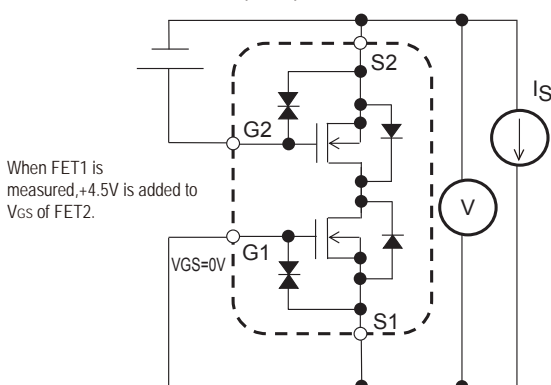 S2
IS
G2
When FET1 is
measured,+4.5V is added to
VGS of FET2.
V
G1
VGS=0V
S1